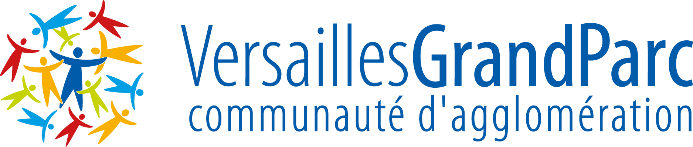 VersaillesGrandParc
communauté d'agglomération